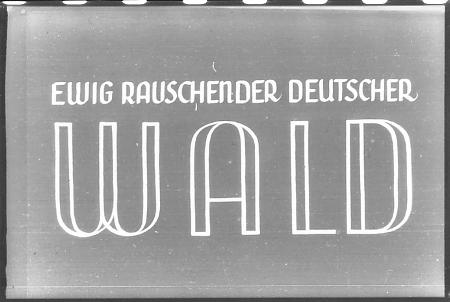 EWIG RAUSCHENDER DEUTSCHER
WALD